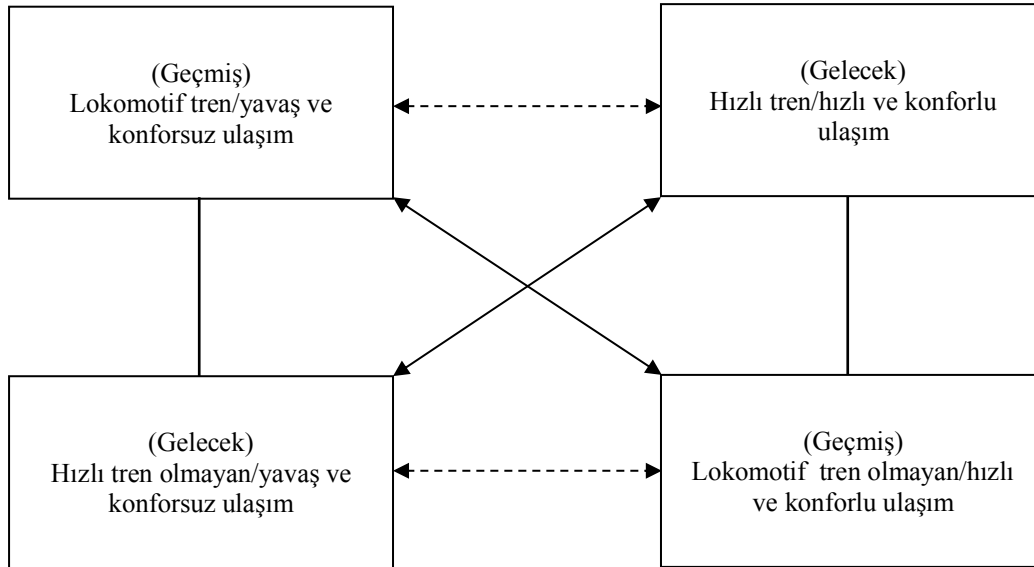 (Geçmiş)
Lokomotif tren/yavaş ve
konforsuz ulaşım
(Gelecek)
Hızlı tren/hızlı ve konforlu
ulaşım
(Gelecek)
Hızlı tren olmayan/yavaş ve
konforsuz ulaşım
(Geçmiş)
Lokomotif tren olmayan/hızlı
ve konforlu ulaşım